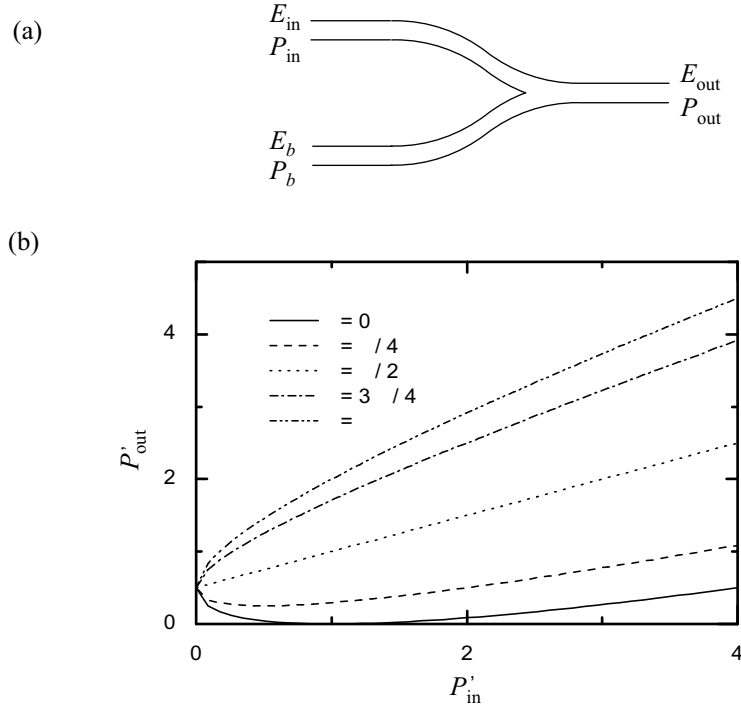 (a)
E_in
P_in
E_b
P_b
E_out
P_out
(b)
= 0
= /4
= /2
= 3 /4
=
4
2
0
P'_out
0 2 4
P'_in